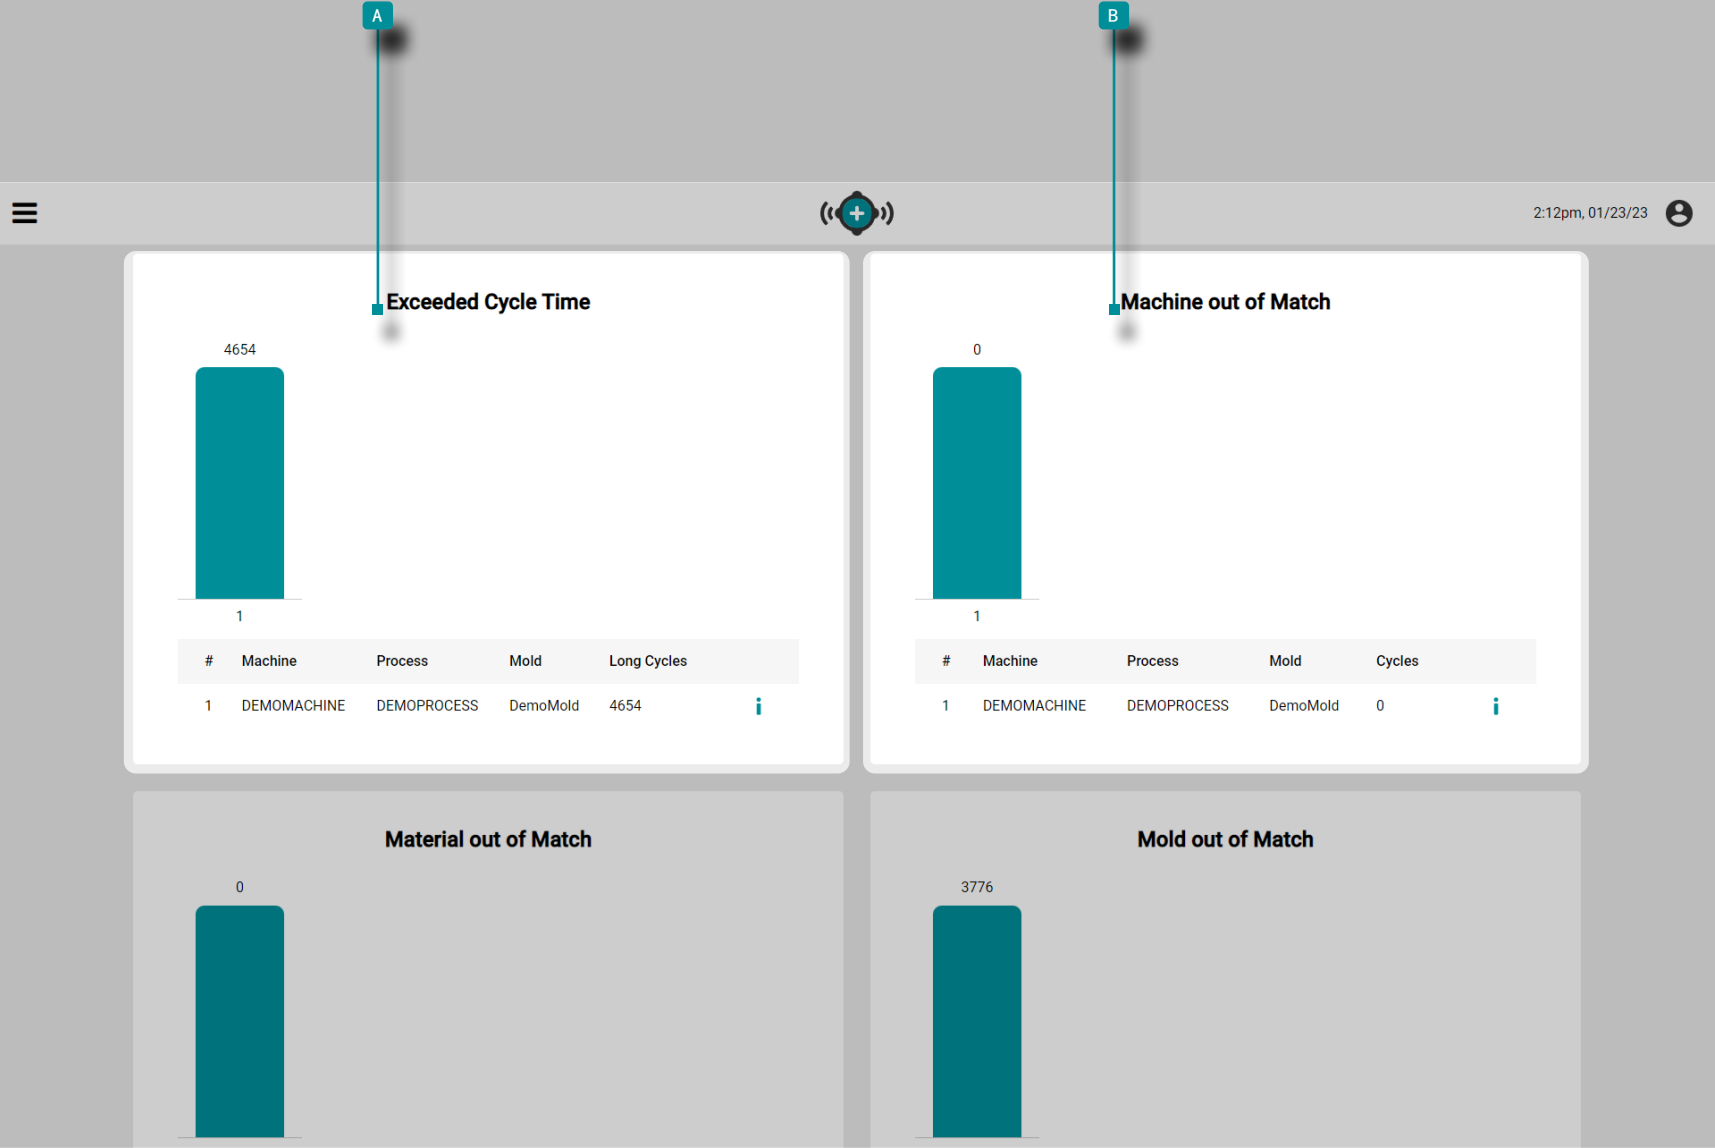 A
B
2:12pm, 01/23/23
Exceeded Cycle Time
4654
1
# Machine Process Mold Long Cycles
1 DEMOMACHINE DEMOPROCESS DemoMold 4654
Machine out of Match
0
1
# Machine Process Mold Cycles
1 DEMOMACHINE DEMOPROCESS DemoMold 0
Material out of Match
0
Mold out of Match
3776